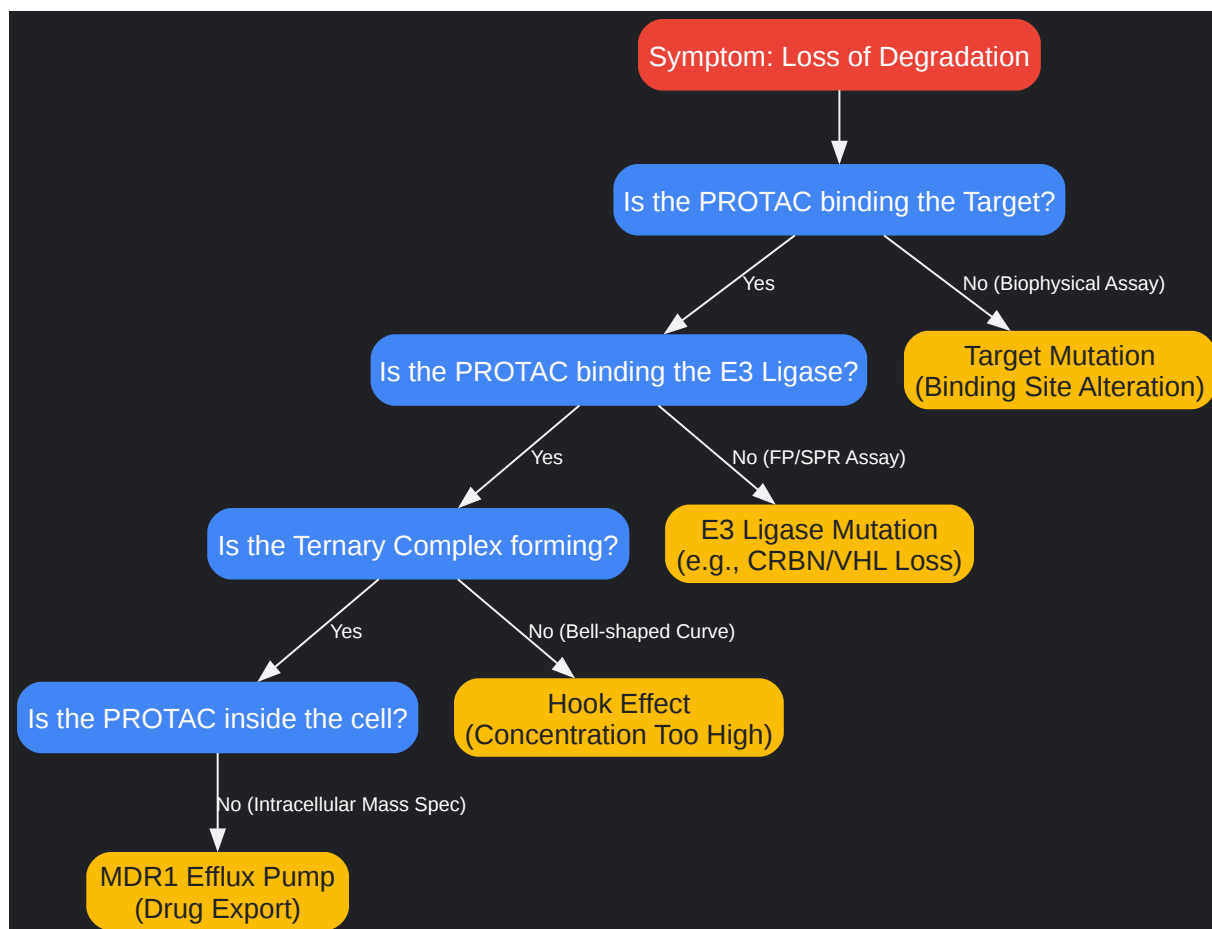 Symptom: Loss of Degradation
Is the PROTAC binding the Target?
Yes
No (Biophysical Assay)
Is the PROTAC binding the E3 Ligase?
Target Mutation
(Binding Site Alteration)
Yes
No (FP/SPR Assay)
Is the Ternary Complex forming?
E3 Ligase Mutation
(e.g., CRBN/VHL Loss)
Yes
No (Bell-shaped Curve)
Is the PROTAC inside the cell?
Hook Effect
(Concentration Too High)
No (Intracellular Mass Spec)
MDR1 Efflux Pump
(Drug Export)